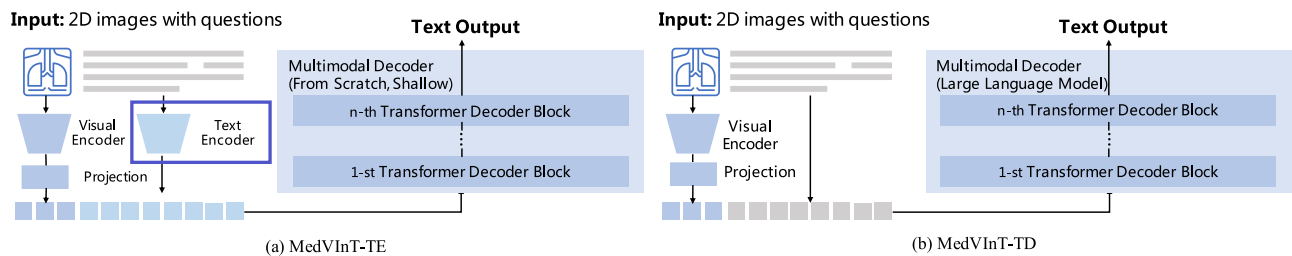 Input: 2D images with questions
Text Output
Multimodal Decoder
(From Scratch, Shallow)
n-th Transformer Decoder Block
1-st Transformer Decoder Block
Visual
Encoder
Text
Encoder
Projection
(a) MedVInT-TE
Input: 2D images with questions
Text Output
Multimodal Decoder
(Large Language Model)
n-th Transformer Decoder Block
1-st Transformer Decoder Block
Visual
Encoder
Projection
(b) MedVInT-TD